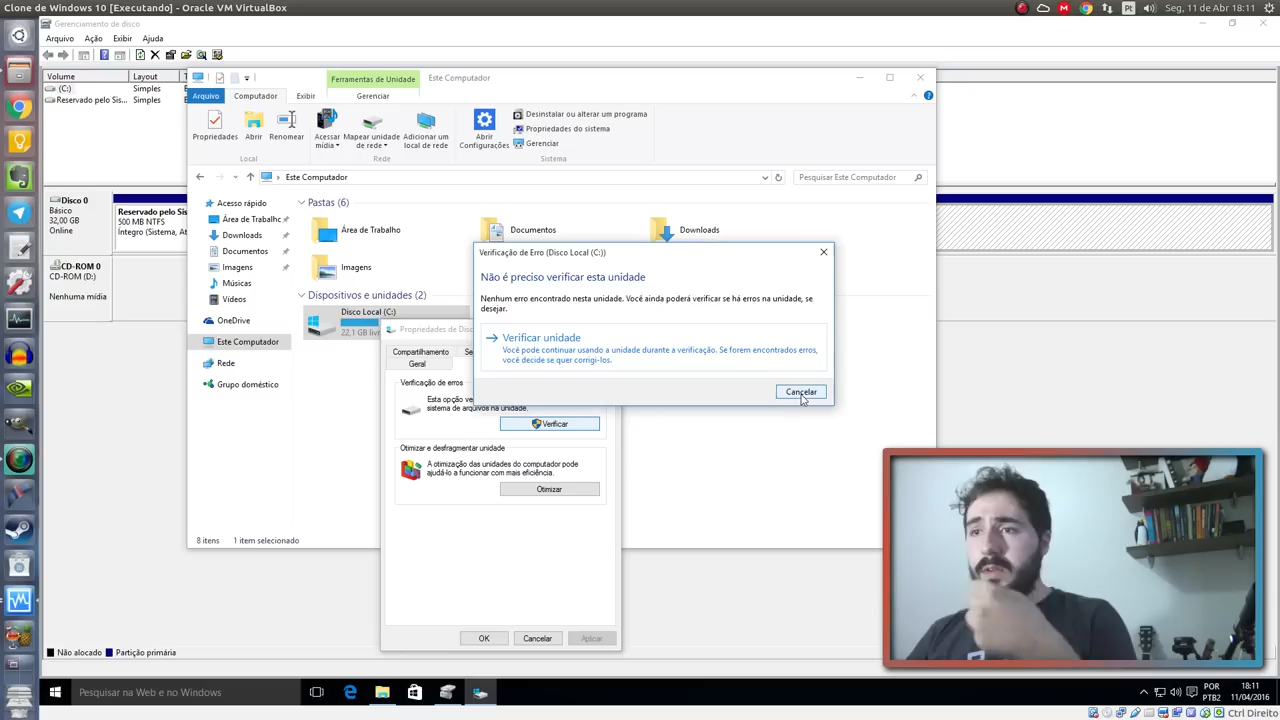 Clone de Windows 10 [Executando] - Oracle VM VirtualBox
Pt
Seg, 11 de Abr 18:11
Gerenciamento de disco
Arquivo Ação Exibir Ajuda
Volume Layout
(C:) Simples
Reservado pelo Sis... Simples
Disco 0
Básico
32,00 GB
Online
Reservado pelo Sis
500 MB NTFS
Íntegro (Sistema, At
CD-ROM 0
CD-ROM (D:)
Nenhuma mídia
Não alocado Partição primária
Ferramentas de Unidade
Este Computador
Arquivo Computador Exibir Gerenciar
Propriedades
Abrir
Renomear
Acessar mídia
Mapear unidade de rede
Adicionar um local de rede
Abrir Configurações
Desinstalar ou alterar um programa
Propriedades do sistema
Gerenciar
Local Rede Sistema
Este Computador
Pesquisar Este Computador
Acesso rápido
Área de Trabalho
Downloads
Documentos
Imagens
Músicas
Vídeos
OneDrive
Este Computador
Rede
Grupo doméstico
Pastas (6)
Área de Trabalho
Documentos
Downloads
Imagens
Dispositivos e unidades (2)
Disco Local (C:)
22,1 GB livr
8 itens 1 item selecionado
Propriedades de Disc
Compartilhamento Se
Geral
Verificação de erros
Esta opção ve
sistema de arquivos na unidade.
Verificar
Otimizar e desfragmentar unidade
A otimização das unidades do computador pode
ajudá-lo a funcionar com mais eficiência.
Otimizar
OK Cancelar Aplicar
Verificação de Erro (Disco Local (C:))
Não é preciso verificar esta unidade
Nenhum erro encontrado nesta unidade. Você ainda poderá verificar se há erros na unidade, se
desejar.
Verificar unidade
Você pode continuar usando a unidade durante a verificação. Se forem encontrados erros,
você decide se quer corrigi-los.
Cancelar
Pesquisar na Web e no Windows
POR
PTB2
18:11
11/04/2016
Ctrl Direito